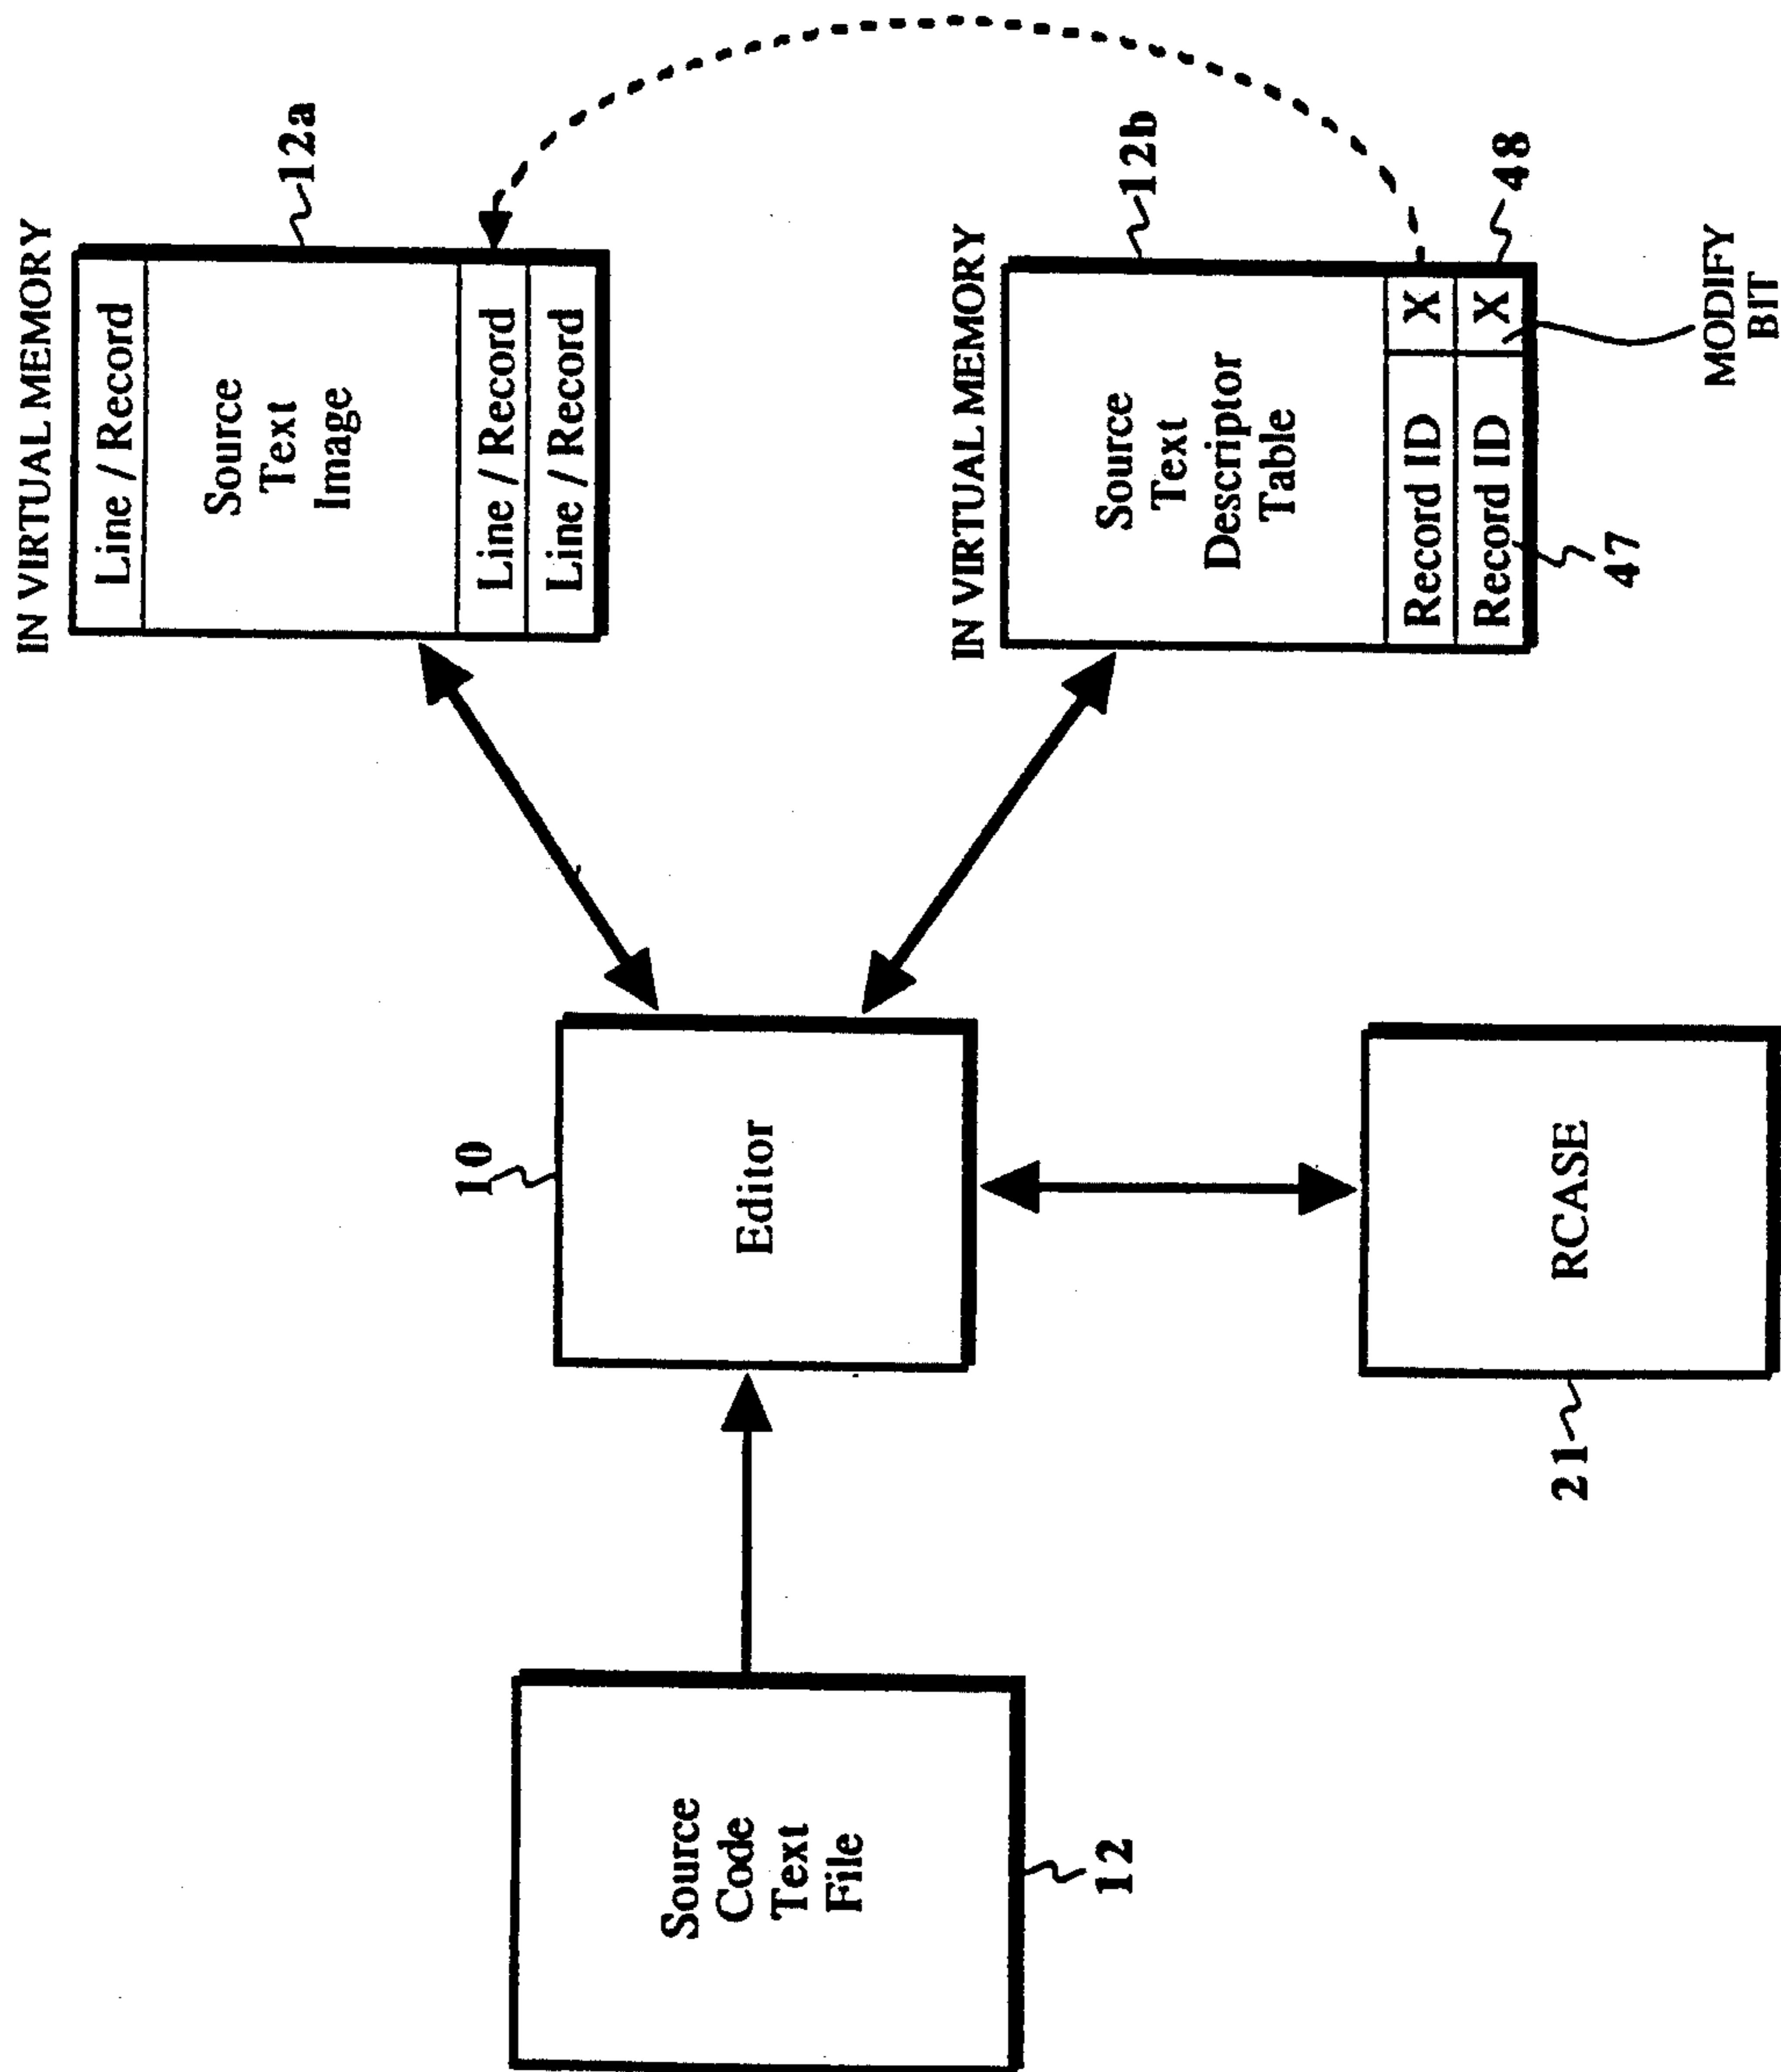 IN VIRTUAL MEMORY
Line / Record
Source
Text
Image
Line / Record
Line / Record
12a
IN VIRTUAL MEMORY
Source
Text
Descriptor
Table
Record ID X
Record ID X
12b
48
47
MODIFY
BIT
10
Editor
RCASE
21
Source
Code
Text
File
12